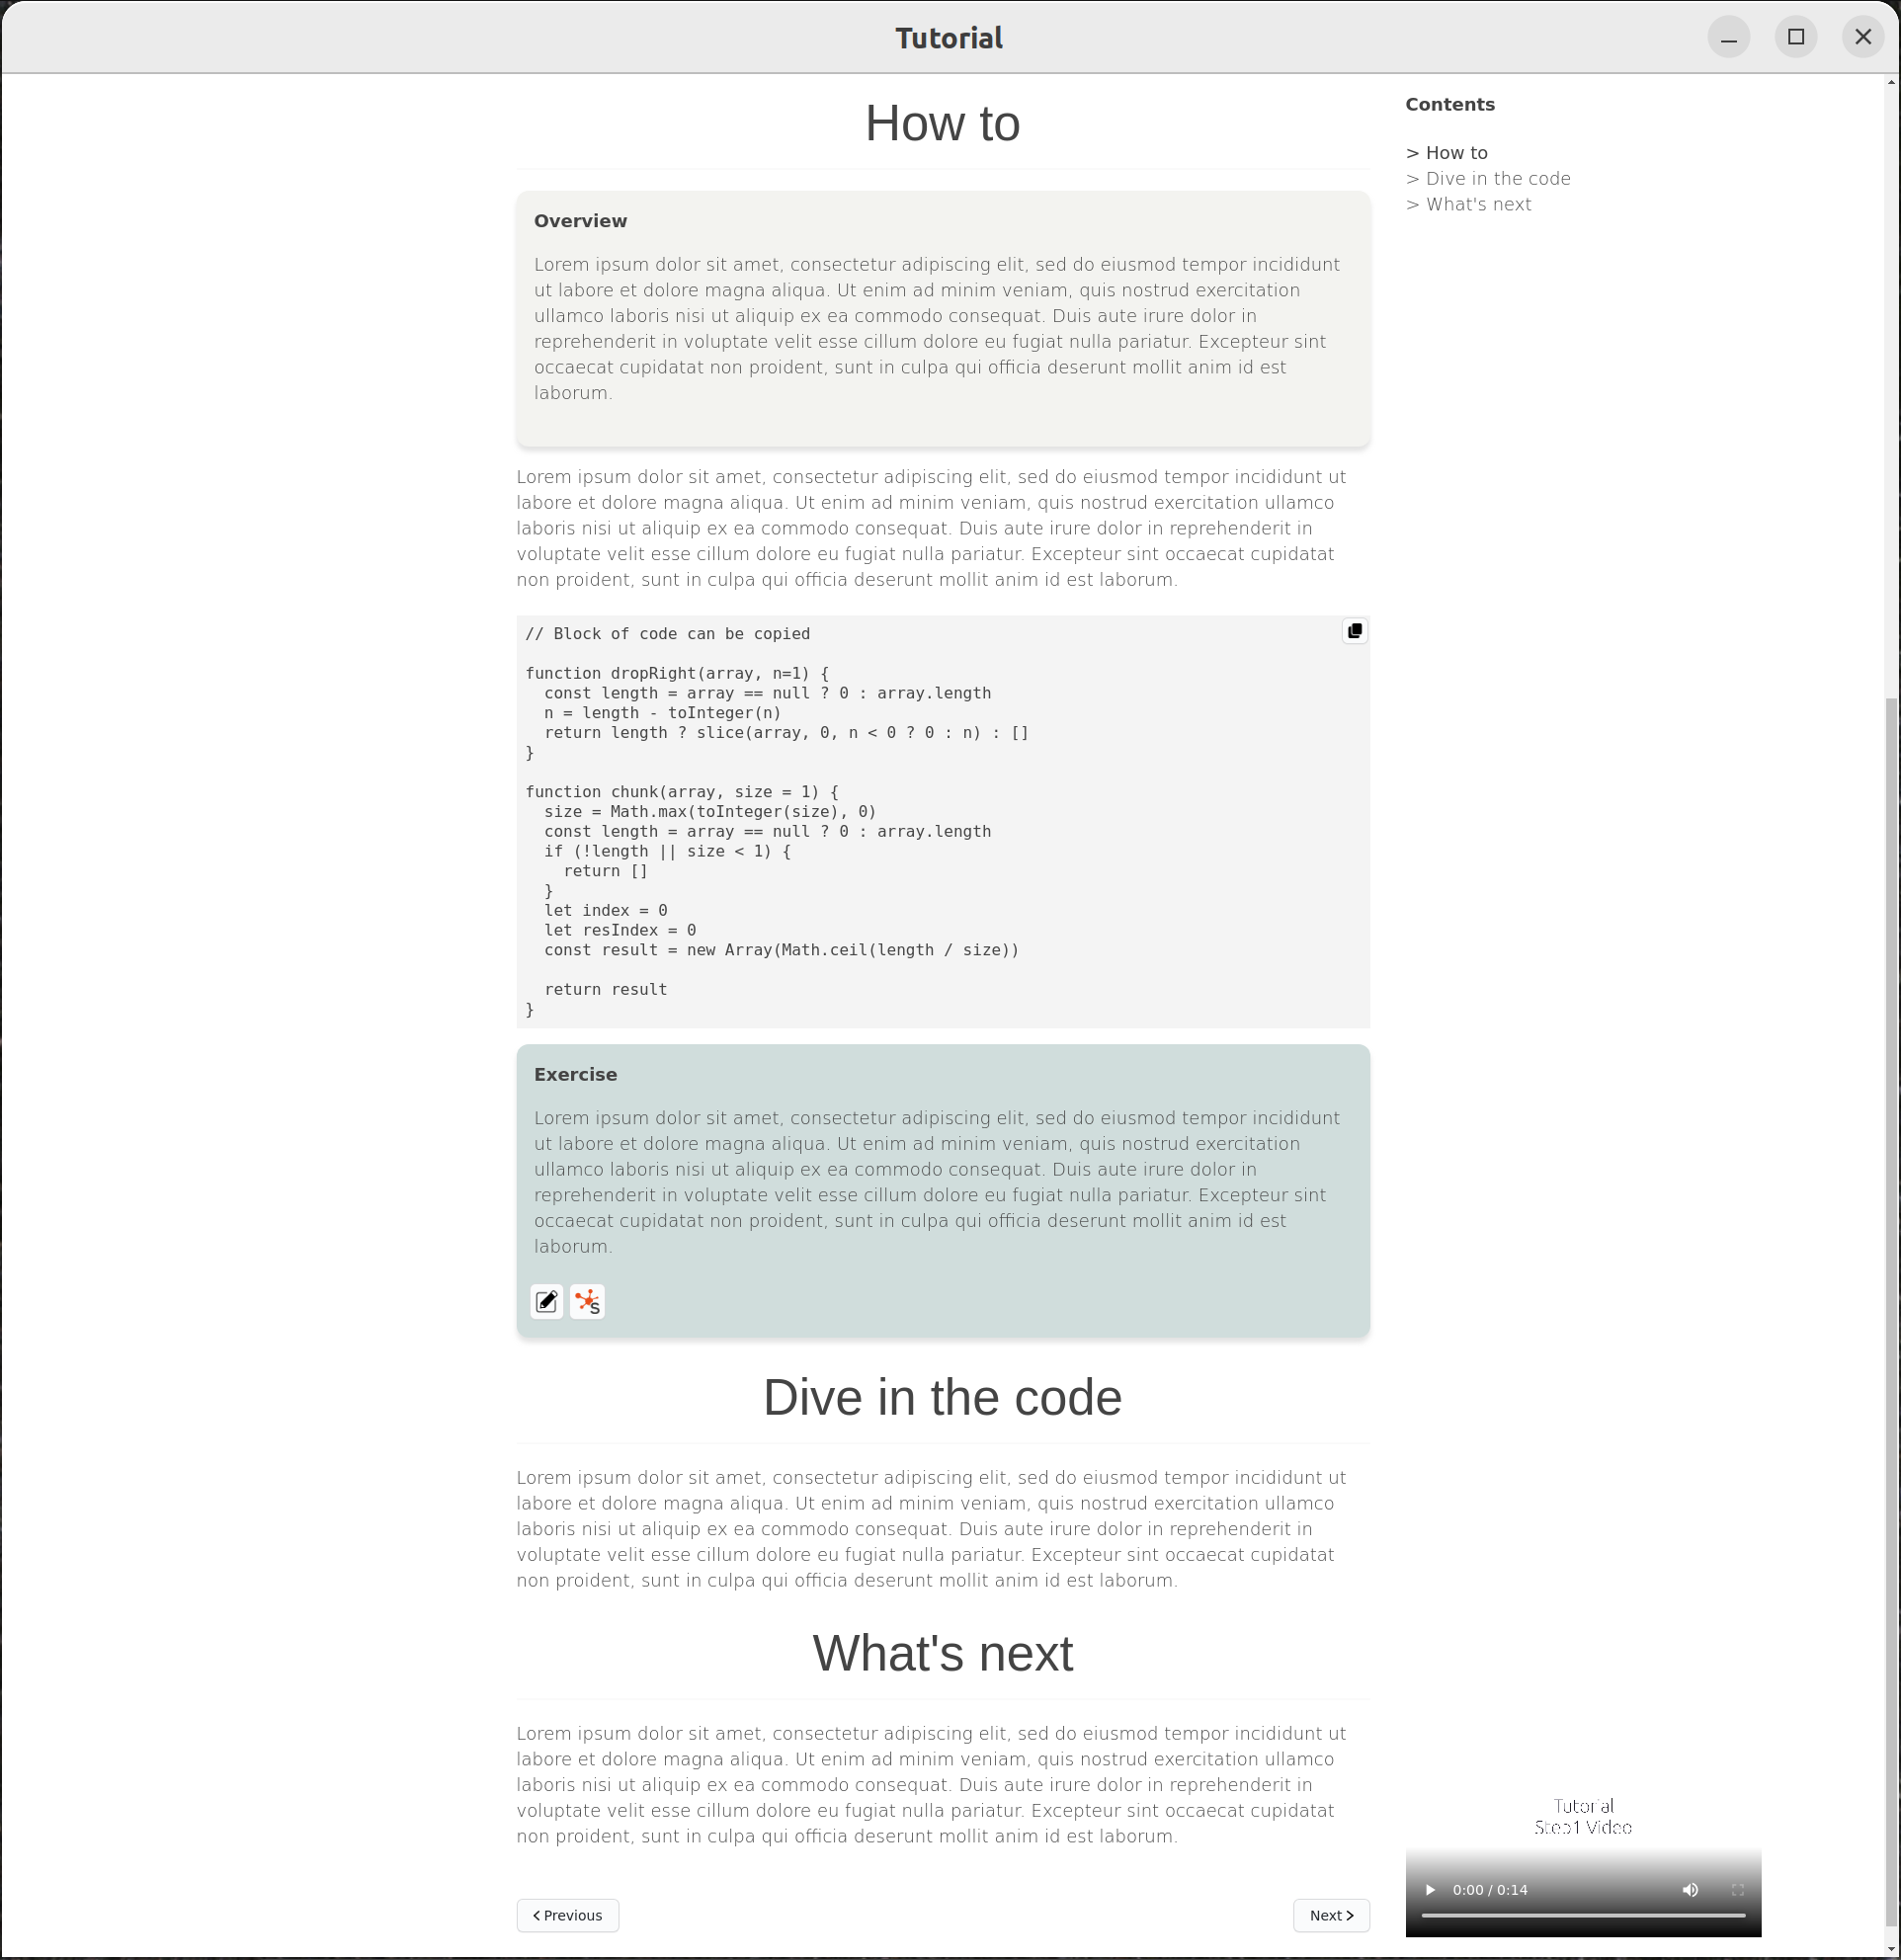 Tutorial
How to
Overview
Lorem ipsum dolor sit amet, consectetur adipiscing elit, sed do eiusmod tempor incididunt
ut labore et dolore magna aliqua. Ut enim ad minim veniam, quis nostrud exercitation
ullamco laboris nisi ut aliquip ex ea commodo consequat. Duis aute irure dolor in
reprehenderit in voluptate velit esse cillum dolore eu fugiat nulla pariatur. Excepteur sint
occaecat cupidatat non proident, sunt in culpa qui officia deserunt mollit anim id est
laborum.
Lorem ipsum dolor sit amet, consectetur adipiscing elit, sed do eiusmod tempor incididunt ut
labore et dolore magna aliqua. Ut enim ad minim veniam, quis nostrud exercitation ullamco
laboris nisi ut aliquip ex ea commodo consequat. Duis aute irure dolor in reprehenderit in
voluptate velit esse cillum dolore eu fugiat nulla pariatur. Excepteur sint occaecat cupidatat
non proident, sunt in culpa qui officia deserunt mollit anim id est laborum.
// Block of code can be copied
function dropRight(array, n=1) {
  const length = array == null ? 0 : array.length
  n = length - toInteger(n)
  return length ? slice(array, 0, n < 0 ? 0 : n) : []
}
function chunk(array, size = 1) {
  size = Math.max(toInteger(size), 0)
  const length = array == null ? 0 : array.length
  if (!length || size < 1) {
    return []
  }
  let index = 0
  let resIndex = 0
  const result = new Array(Math.ceil(length / size))
  return result
}
Exercise
Lorem ipsum dolor sit amet, consectetur adipiscing elit, sed do eiusmod tempor incididunt
ut labore et dolore magna aliqua. Ut enim ad minim veniam, quis nostrud exercitation
ullamco laboris nisi ut aliquip ex ea commodo consequat. Duis aute irure dolor in
reprehenderit in voluptate velit esse cillum dolore eu fugiat nulla pariatur. Excepteur sint
occaecat cupidatat non proident, sunt in culpa qui officia deserunt mollit anim id est
laborum.
S
Dive in the code
Lorem ipsum dolor sit amet, consectetur adipiscing elit, sed do eiusmod tempor incididunt ut
labore et dolore magna aliqua. Ut enim ad minim veniam, quis nostrud exercitation ullamco
laboris nisi ut aliquip ex ea commodo consequat. Duis aute irure dolor in reprehenderit in
voluptate velit esse cillum dolore eu fugiat nulla pariatur. Excepteur sint occaecat cupidatat
non proident, sunt in culpa qui officia deserunt mollit anim id est laborum.
What's next
Lorem ipsum dolor sit amet, consectetur adipiscing elit, sed do eiusmod tempor incididunt ut
labore et dolore magna aliqua. Ut enim ad minim veniam, quis nostrud exercitation ullamco
laboris nisi ut aliquip ex ea commodo consequat. Duis aute irure dolor in reprehenderit in
voluptate velit esse cillum dolore eu fugiat nulla pariatur. Excepteur sint occaecat cupidatat
non proident, sunt in culpa qui officia deserunt mollit anim id est laborum.
Previous
Next
Contents
> How to
> Dive in the code
> What's next
Tutorial
Step1 Video
0:00 / 0:14